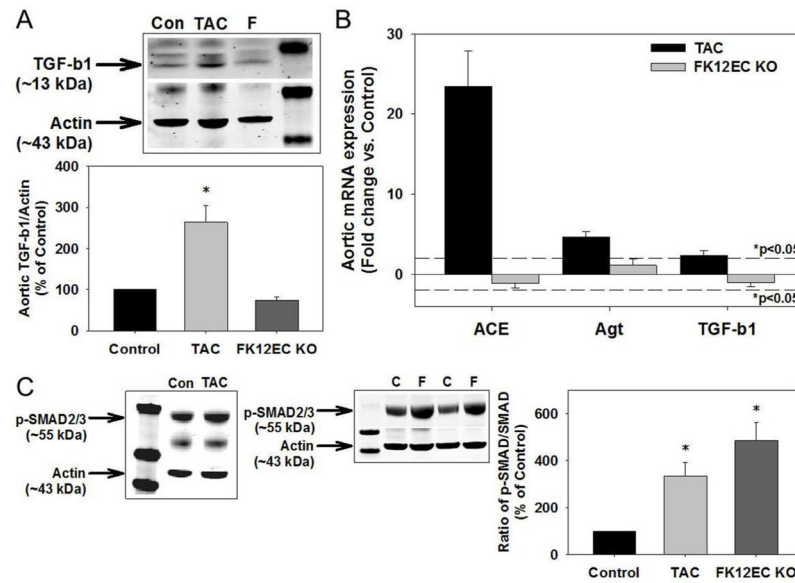 A
Con TAC F
TGF-b1
(~13 kDa)
Actin
(~43 kDa)
Aortic TGF-b1/Actin
(% of Control)
400
300
200
100
0
*
Control TAC FK12EC KO
B
Aortic mRNA expression
(Fold change vs. Control)
30
20
10
0
TAC
FK12EC KO
*p<0.05
*p<0.05
ACE Agt TGF-b1
C
Con TAC
p-SMAD2/3
(~55 kDa)
Actin
(~43 kDa)
C F C F
p-SMAD2/3
(~55 kDa)
Actin
(~43 kDa)
Ratio of p-SMAD/SMAD
(% of Control)
600
400
200
0
*
*
Control TAC FK12EC KO